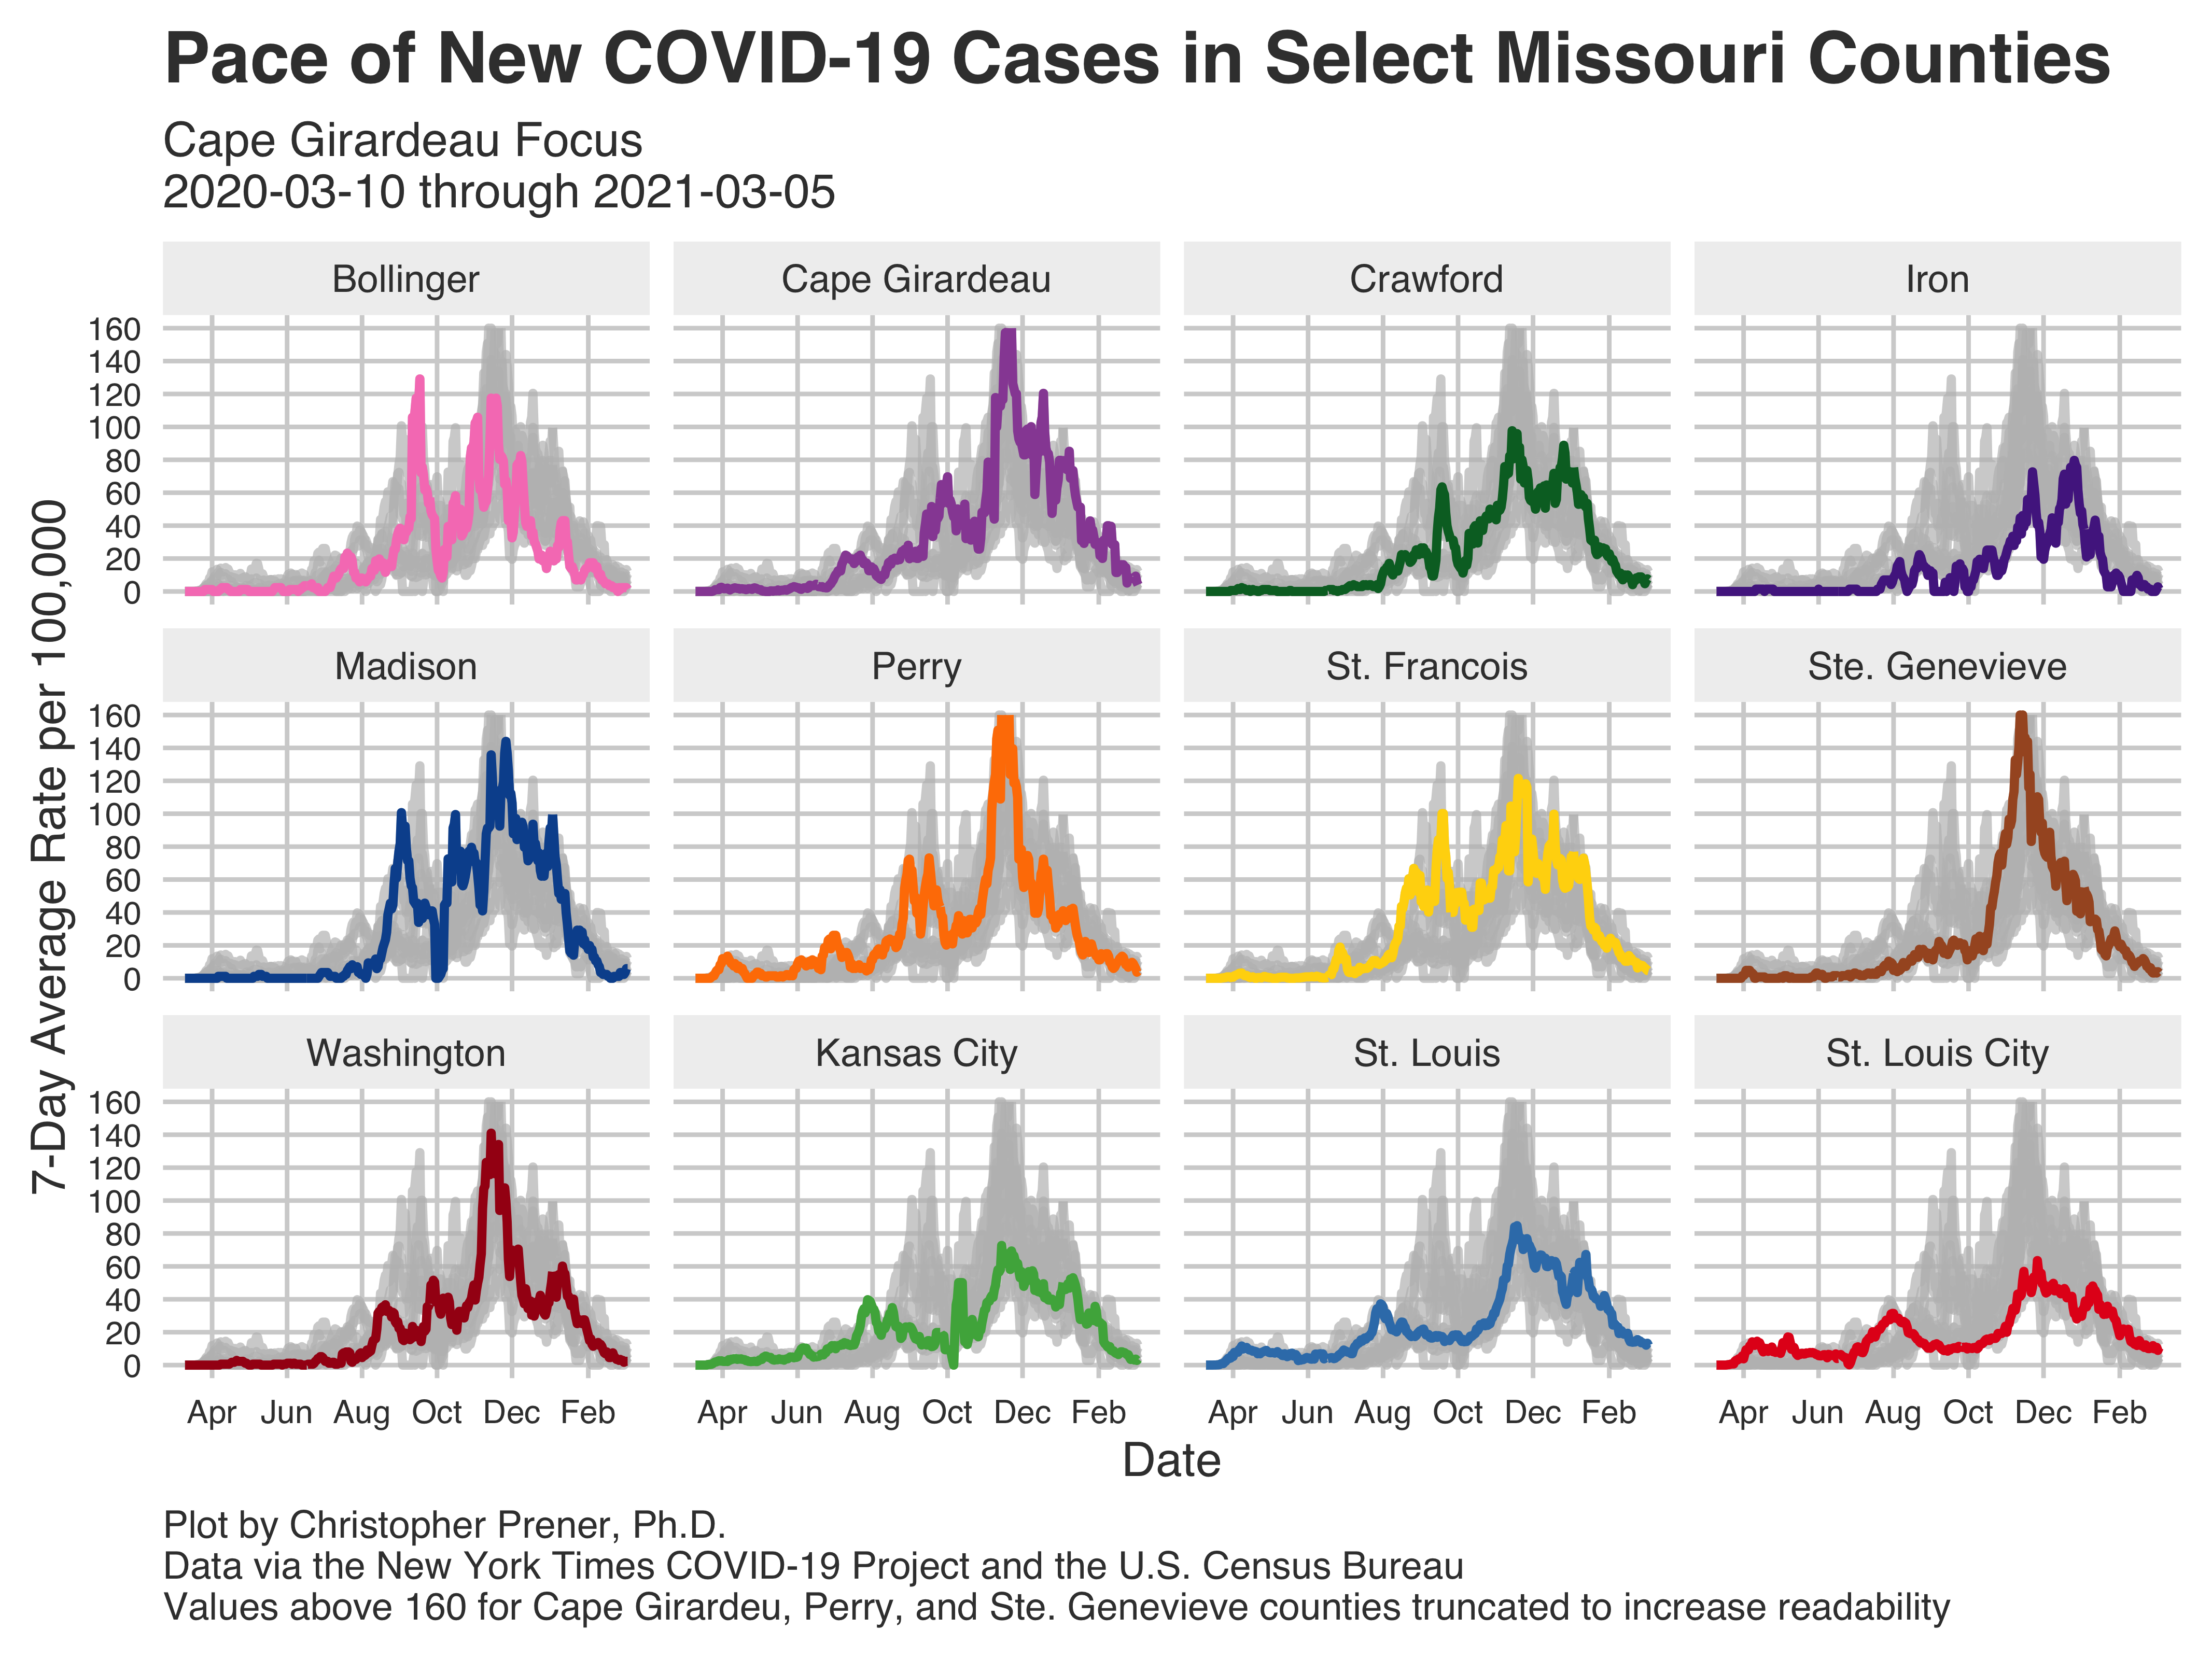 Pace of New COVID-19 Cases in Select Missouri Counties
Cape Girardeau Focus
2020-03-10 through 2021-03-05
Bollinger
Cape Girardeau
Crawford
Iron
160
140
120
100
80
60
40
20
0
Madison
Perry
St. Francois
Ste. Genevieve
160
140
120
100
80
60
40
20
0
Washington
Kansas City
St. Louis
St. Louis City
160
140
120
100
80
60
40
20
0
7-Day Average Rate per 100,000
Apr Jun Aug Oct Dec Feb
Apr Jun Aug Oct Dec Feb
Apr Jun Aug Oct Dec Feb
Apr Jun Aug Oct Dec Feb
Date
Plot by Christopher Prener, Ph.D.
Data via the New York Times COVID-19 Project and the U.S. Census Bureau
Values above 160 for Cape Girardeu, Perry, and Ste. Genevieve counties truncated to increase readability